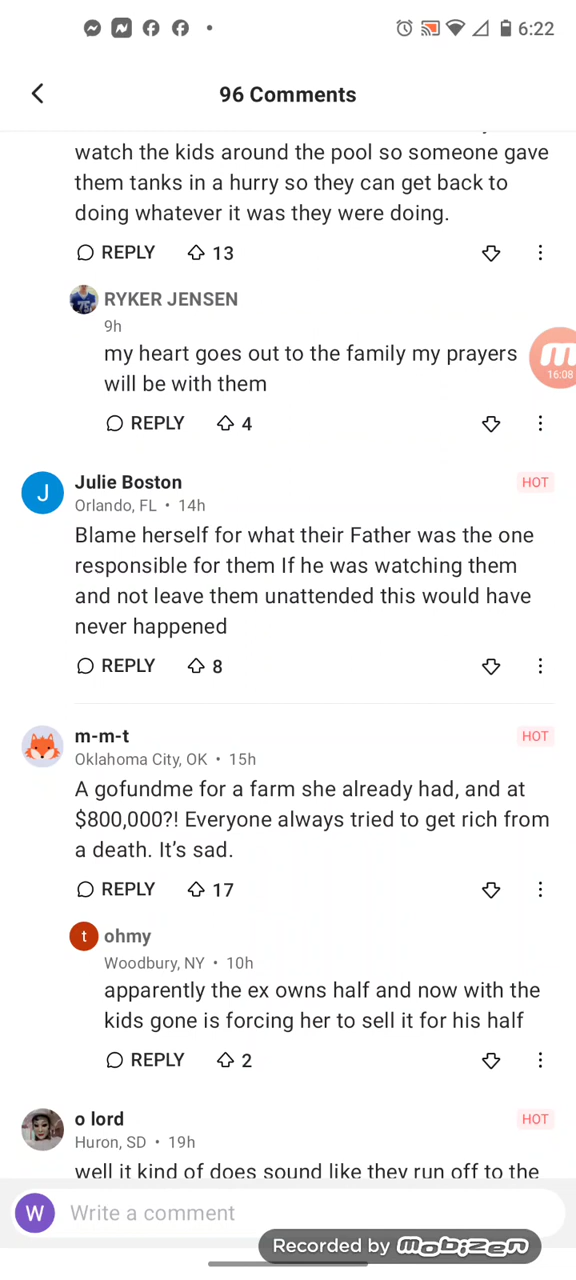 6:22
96 Comments
watch the kids around the pool so someone gave
them tanks in a hurry so they can get back to
doing whatever it was they were doing.
REPLY 13
RYKER JENSEN
9h
my heart goes out to the family my prayers
will be with them
16:08
REPLY 4
Julie Boston
HOT
Orlando, FL • 14h
Blame herself for what their Father was the one
responsible for them If he was watching them
and not leave them unattended this would have
never happened
REPLY 8
m-m-t
HOT
Oklahoma City, OK • 15h
A gofundme for a farm she already had, and at
$800,000?! Everyone always tried to get rich from
a death. It's sad.
REPLY 17
t ohmy
Woodbury, NY • 10h
apparently the ex owns half and now with the
kids gone is forcing her to sell it for his half
REPLY 2
o lord
HOT
Huron, SD • 19h
well it kind of does sound like they run off to the
W Write a comment
Recorded by mobizen